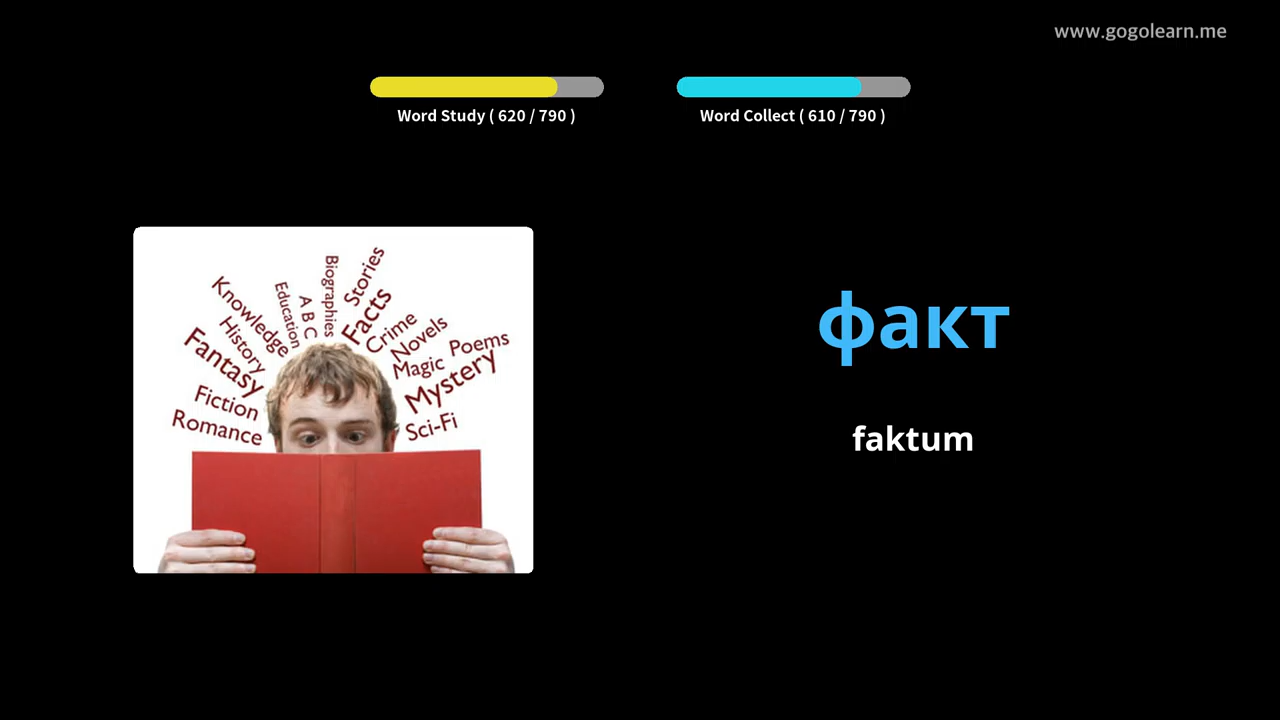 www.gogolearn.me
Word Study ( 620 / 790 )
Word Collect ( 610 / 790 )
Knowledge
Education
A B C
Biographies
Stories
Facts
History
Crime
Novels
Fantasy
Magic
Poems
Fiction
Mystery
Romance
Sci-Fi
факт
faktum